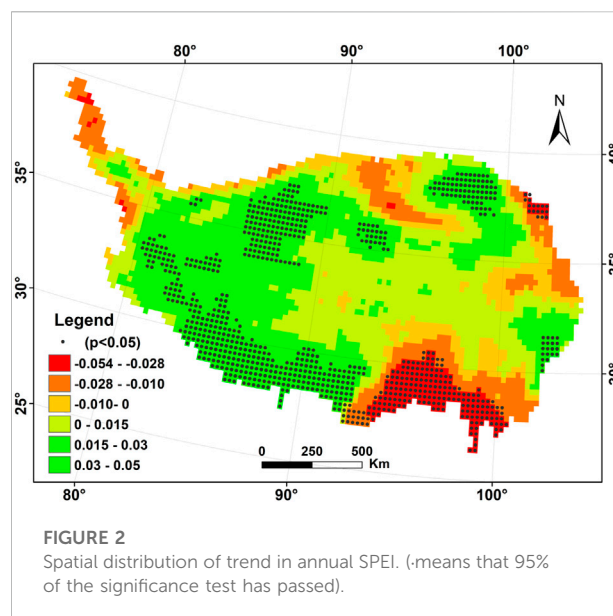 80° 90° 100°
N
40°
35°
35°
30°
30°
25°
Legend
(p<0.05)
-0.054 - -0.028
-0.028 - -0.010
-0.010- 0
0 - 0.015
0.015 - 0.03
0.03 - 0.05
0 250 500
Km
80° 90° 100°
FIGURE 2
Spatial distribution of trend in annual SPEI. (·means that 95%
of the significance test has passed).